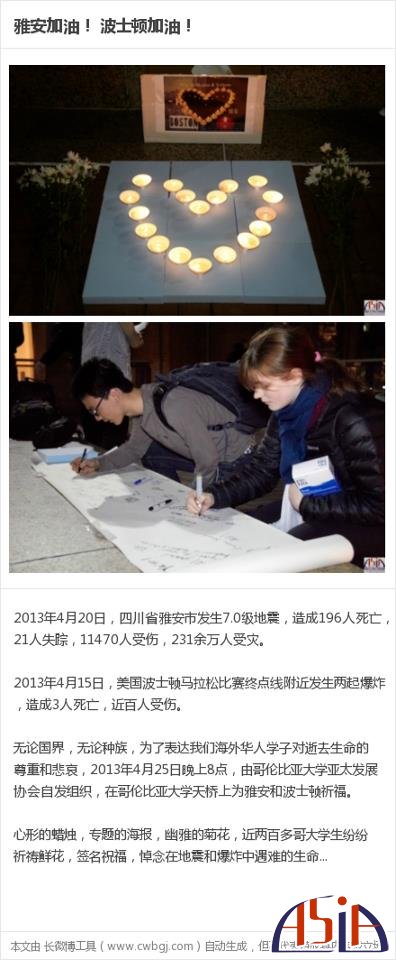 雅安加油！ 波士顿加油！
BOSTON
ASIA
ASIA
2013年4月20日，四川省雅安市发生7.0级地震，造成196人死亡，
21人失踪，11470人受伤，231余万人受灾。
2013年4月15日，美国波士顿马拉松比赛终点线附近发生两起爆炸
，造成3人死亡，近百人受伤。
无论国界，无论种族，为了表达我们海外华人学子对逝去生命的
尊重和悲哀，2013年4月25日晚上8点，由哥伦比亚大学亚太发展
协会自发组织，在哥伦比亚大学天桥上为雅安和波士顿祈福。
心形的蜡烛，专题的海报，幽雅的菊花，近两百多哥大学生纷纷
祈祷鲜花，签名祝福，悼念在地震和爆炸中遇难的生命...
ASIA
本文由 长微博工具（www.cwbgj.com）自动生成，但